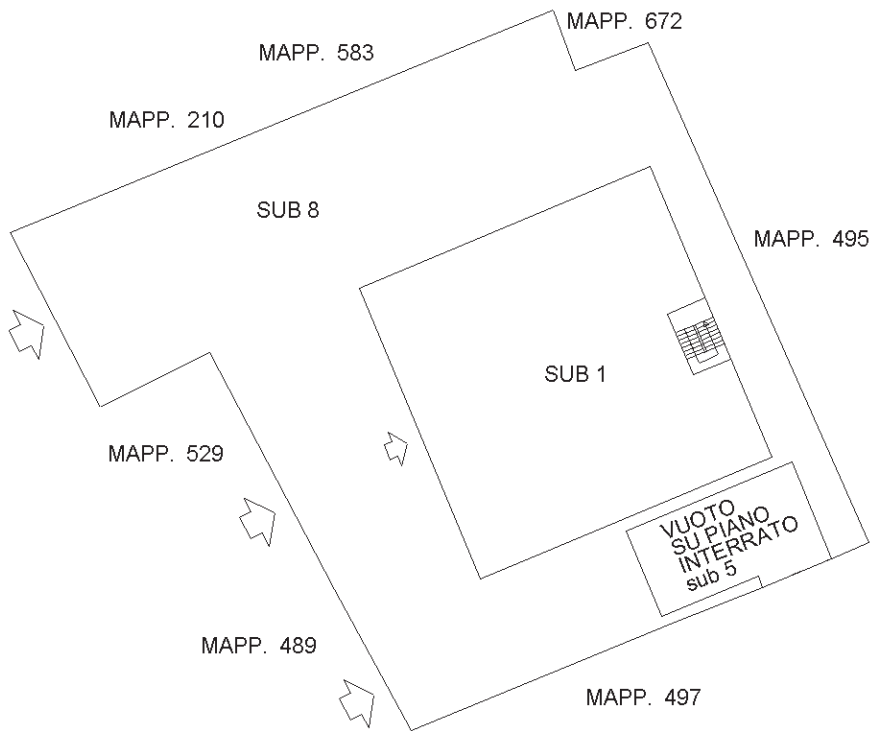 MAPP.  672
MAPP.  583
MAPP.  210
SUB 8
MAPP.  495
SUB 1
MAPP.  529
VUOTO
SU PIANO
INTERRATO
sub 5
MAPP.  489
MAPP.  497